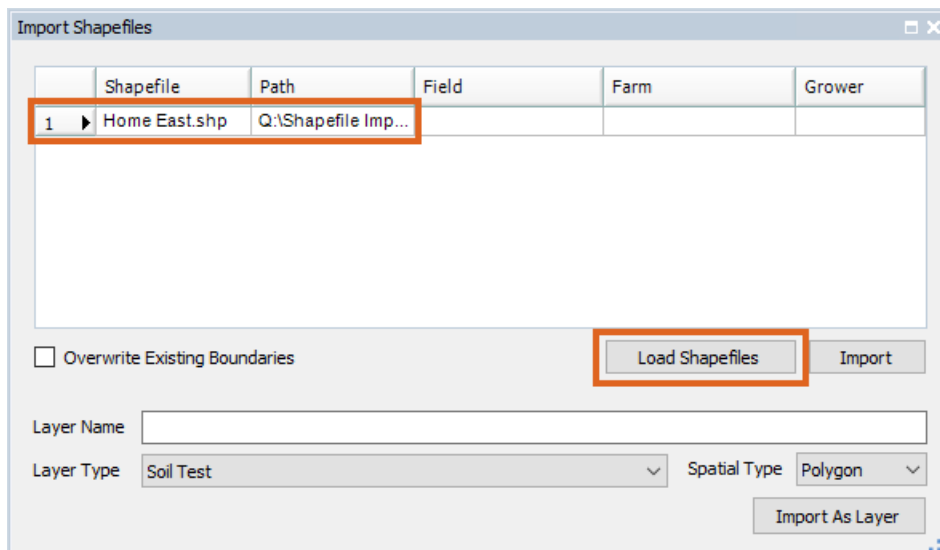 Import Shapefiles
Shapefile Path Field Farm Grower
1 Home East.shp Q:\Shapefile Imp...
Overwrite Existing Boundaries Load Shapefiles Import
Layer Name
Layer Type Soil Test Spatial Type Polygon
Import As Layer